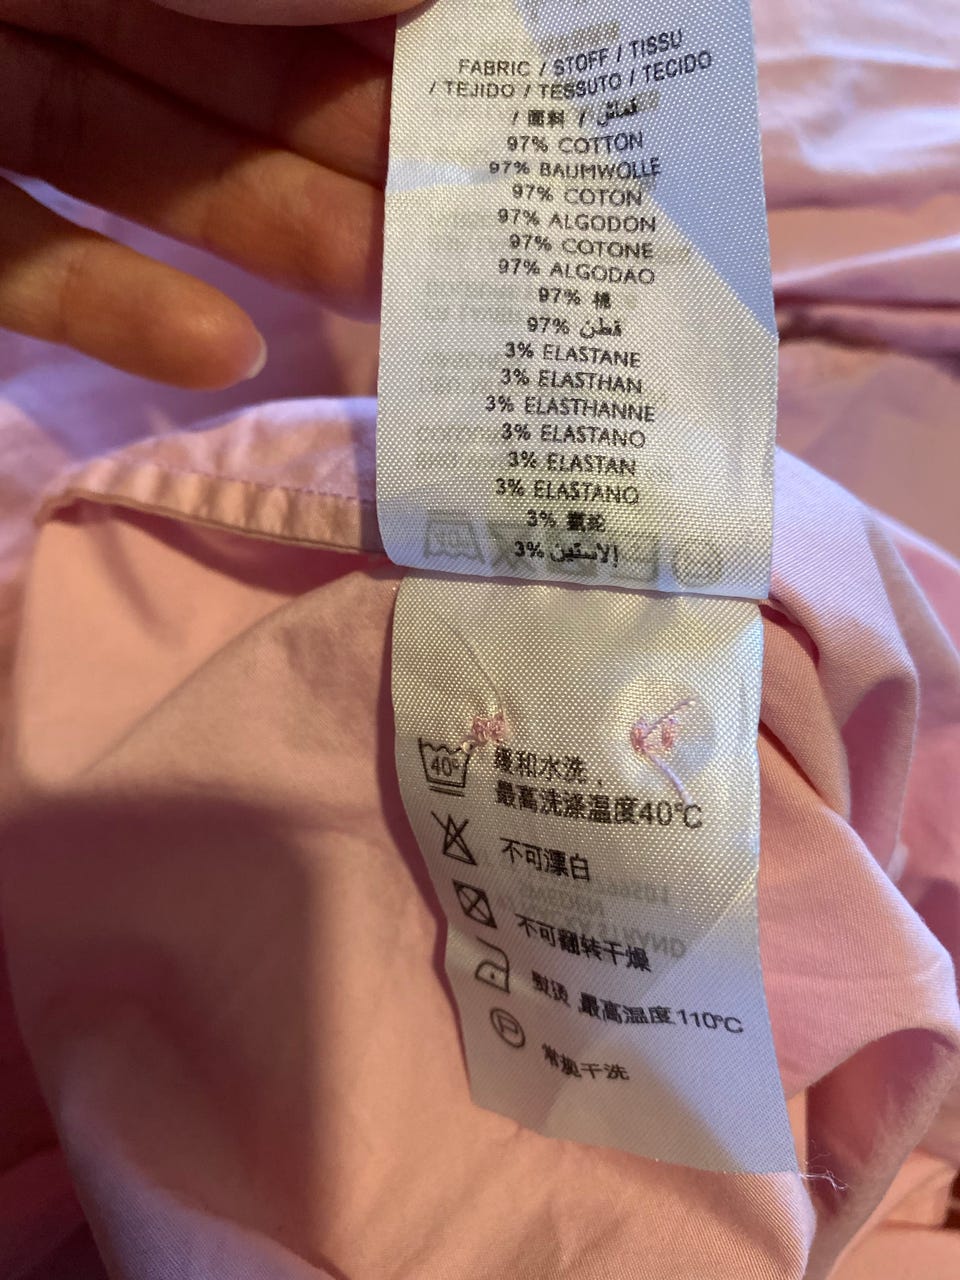 FABRIC / STOFF / TISSU
/ TEJIDO / TESSUTO / TECIDO
/ 面料 / قماش
97% COTTON
97% BAUMWOLLE
97% COTON
97% ALGODON
97% COTONE
97% ALGODAO
97% 棉
97% قطن
3% ELASTANE
3% ELASTHAN
3% ELASTHANNE
3% ELASTANO
3% ELASTAN
3% ELASTANO
3% 氨纶
3% الاستين
40° 缓和水洗，
最高洗涤温度40℃
不可漂白
不可翻转干燥
熨烫,最高温度110℃
P 常规干洗